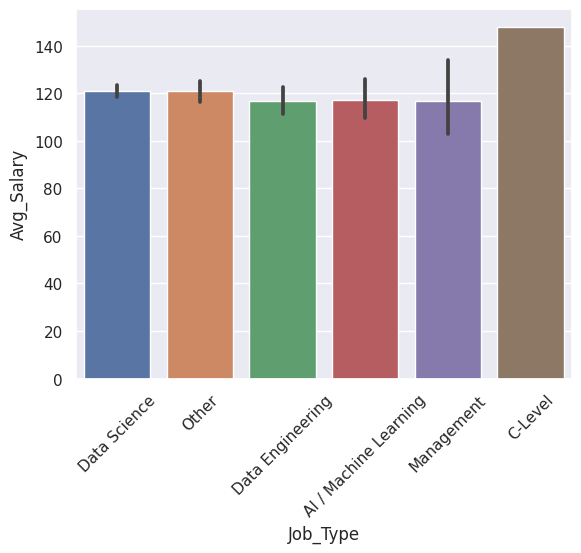 140
120
100
80
60
40
20
0
Avg_Salary
Data Science
Other
Data Engineering
AI / Machine Learning
Management
C-Level
Job_Type